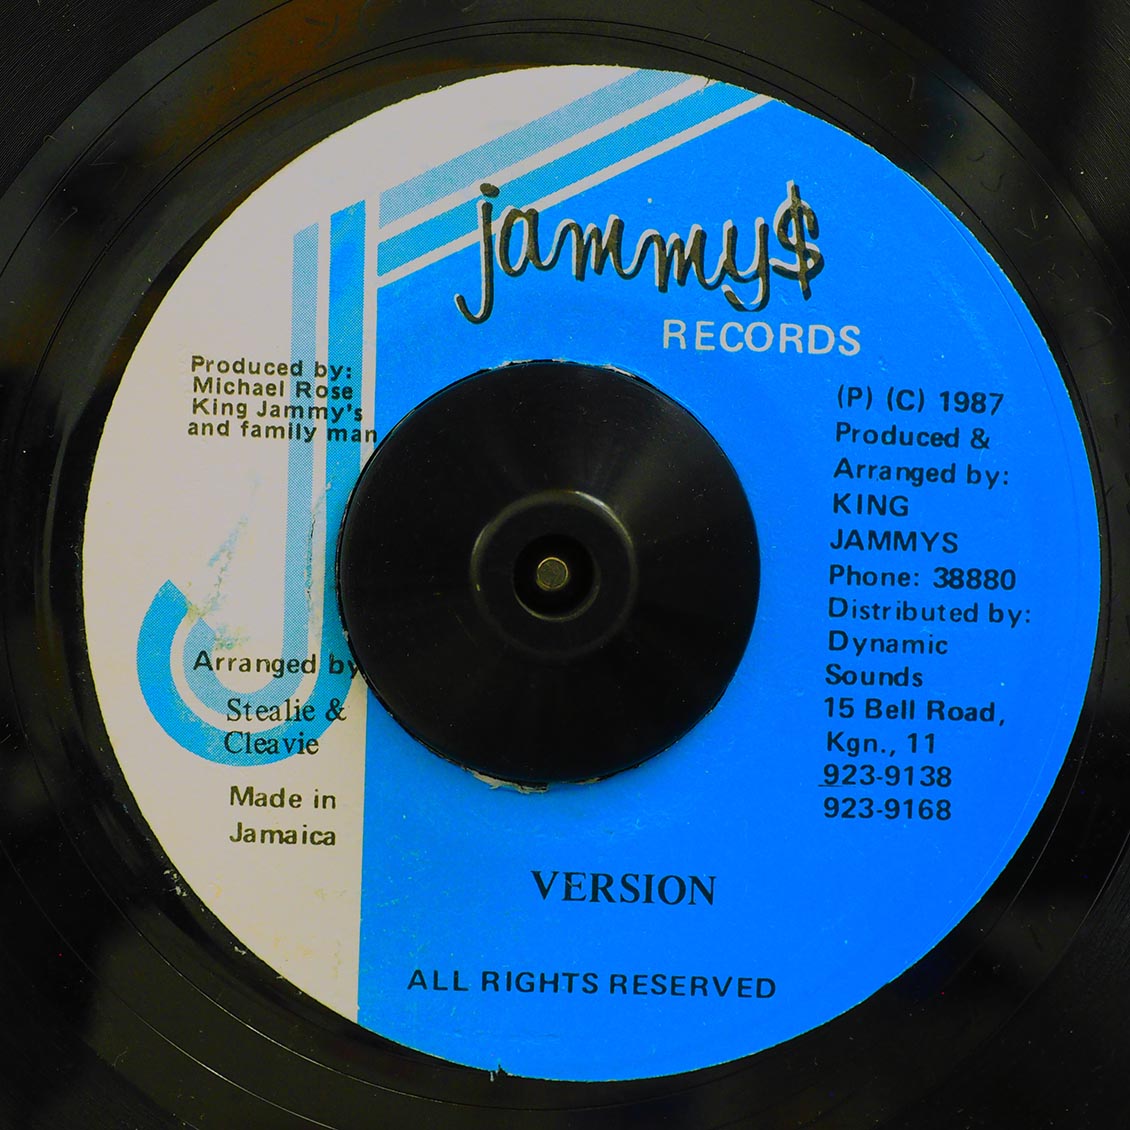 jammy$
RECORDS
Produced by:
Michael Rose
King Jammy's
and family man
(P) (C) 1987
Produced &
Arranged by:
KING
JAMMYS
Phone: 38880
Distributed by:
Dynamic
Sounds
15 Bell Road,
Kgn., 11
923-9138
923-9168
Arranged by
Stealie &
Cleavie
Made in
Jamaica
VERSION
ALL RIGHTS RESERVED